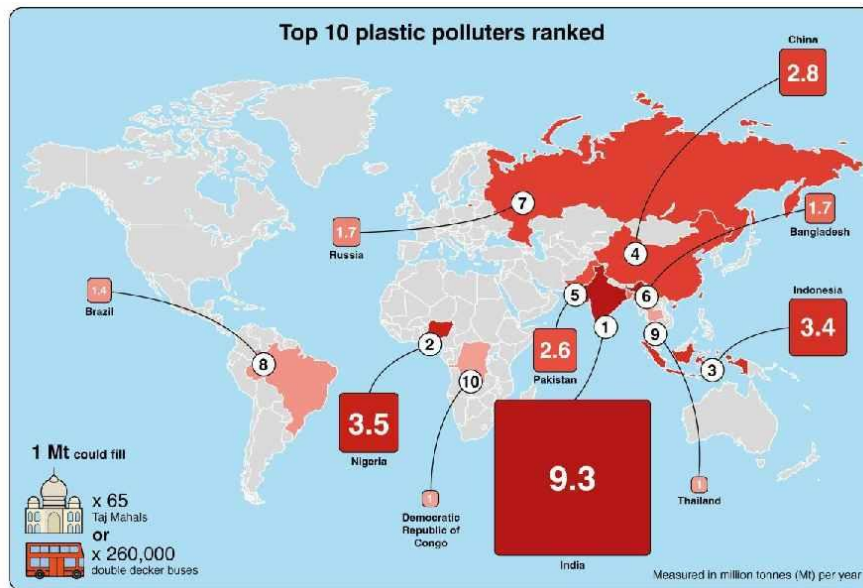 Top 10 plastic polluters ranked
China
2.8
7
1.7
Russia
4
1.7
Bangladesh
1.4
Brazil
5
6
Indonesia
3.4
1
2
9
3
8
10
2.6
Pakistan
3.5
Nigeria
9.3
India
1
Democratic
Republic of
Congo
1
Thailand
1 Mt could fill
x 65
Taj Mahals
or
x 260,000
double decker buses
Measured in million tonnes (Mt) per year